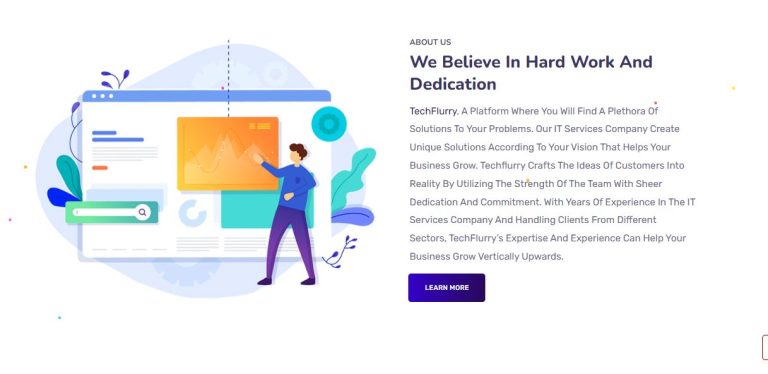 ABOUT US
We Believe In Hard Work And
Dedication
TechFlurry, A Platform Where You Will Find A Plethora Of
Solutions To Your Problems. Our IT Services Company Create
Unique Solutions According To Your Vision That Helps Your
Business Grow. Techflurry Crafts The Ideas Of Customers Into
Reality By Utilizing The Strength Of The Team With Sheer
Dedication And Commitment. With Years Of Experience In The IT
Services Company And Handling Clients From Different
Sectors, TechFlurry's Expertise And Experience Can Help Your
Business Grow Vertically Upwards.
LEARN MORE